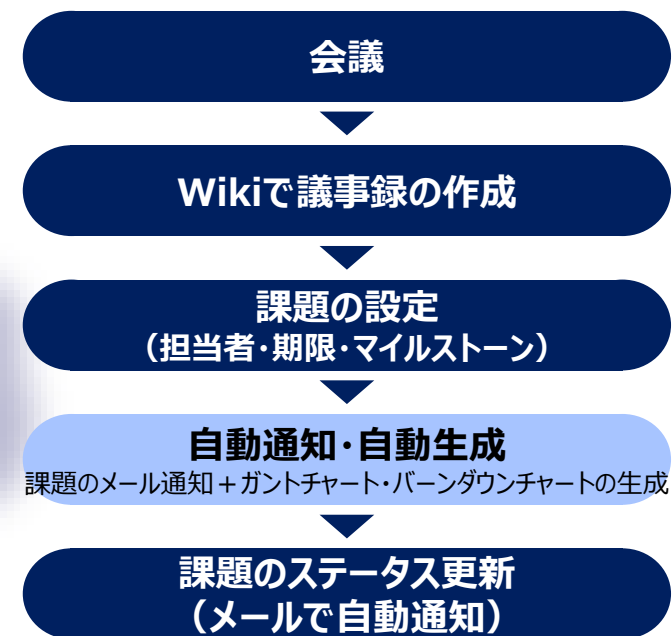 会議
Wikiで議事録の作成
課題の設定
（担当者・期限・マイルストーン）
自動通知・自動生成
課題のメール通知＋ガントチャート・バーンダウンチャートの生成
課題のステータス更新
（メールで自動通知）